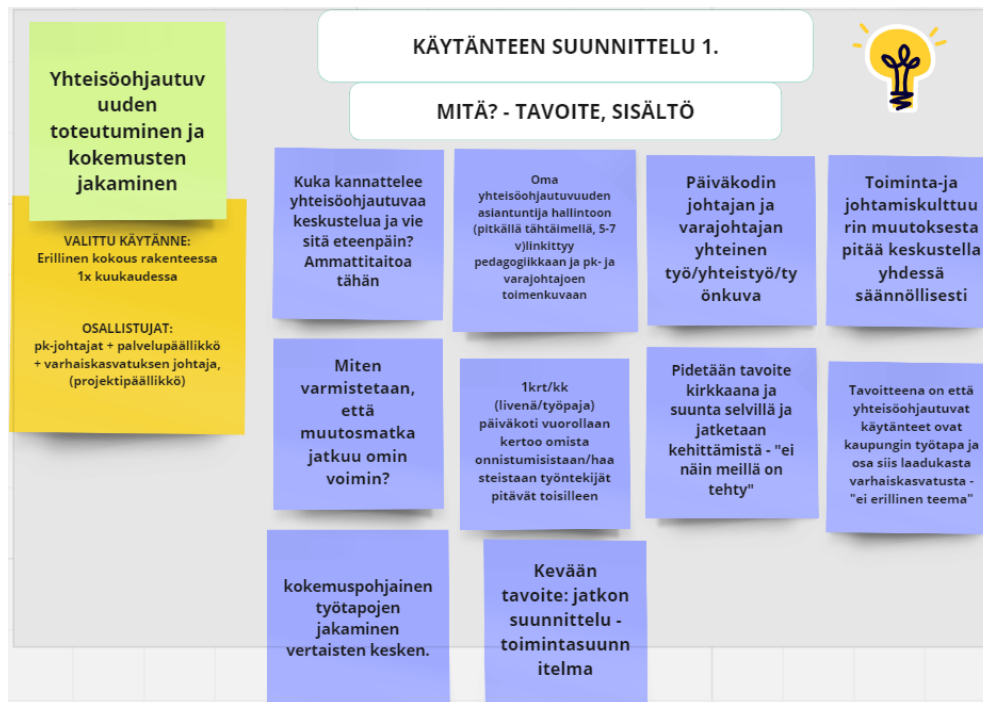 KÄYTÄNTEEN SUUNNITTELU 1.
MITÄ? - TAVOITE, SISÄLTÖ
Yhteisöohjautuv
uuden
toteutuminen ja
kokemusten
jakaminen
VALITTU KÄYTÄNNE:
Erillinen kokous rakenteessa
1x kuukaudessa
OSALLISTUJAT:
pk-johtajat + palvelupäällikkö
+ varhaiskasvatuksen johtaja,
(projektipäällikkö)
Kuka kannattelee
yhteisöohjautuvaa
keskustelua ja vie
sitä eteenpäin?
Ammattitaitoa
tähän
Oma
yhteisöohjautuvuuden
asiantuntija hallintoon
(pitkällä tähtäimellä, 5-7
v)linkittyy
pedagogiikkaan ja pk- ja
varajohtajoen
toimenkuvaan
Päiväkodin
johtajan ja
varajohtajan
yhteinen
työ/yhteistyö/ty
önkuva
Toiminta-ja
johtamiskulttuu
rin muutoksesta
pitää keskustella
yhdessä
säännöllisesti
Miten
varmistetaan,
että
muutosmatka
jatkuu omin
voimin?
1krt/kk
(livenä/työpaja)
päiväkoti vuorollaan
kertoo omista
onnistumisistaan/haa
steistaan työntekijät
pitävät toisilleen
Pidetään tavoite
kirkkaana ja
suunta selvillä ja
jatketaan
kehittämistä - "ei
näin meillä on
tehty"
Tavoitteena on että
yhteisöohjautuvat
käytänteet ovat
kaupungin työtapa ja
osa siis laadukasta
varhaiskasvatusta -
"ei erillinen teema"
kokemuspohjainen
työtapojen
jakaminen
vertaisten kesken.
Kevään
tavoite: jatkon
suunnittelu -
toimintasuunn
itelma